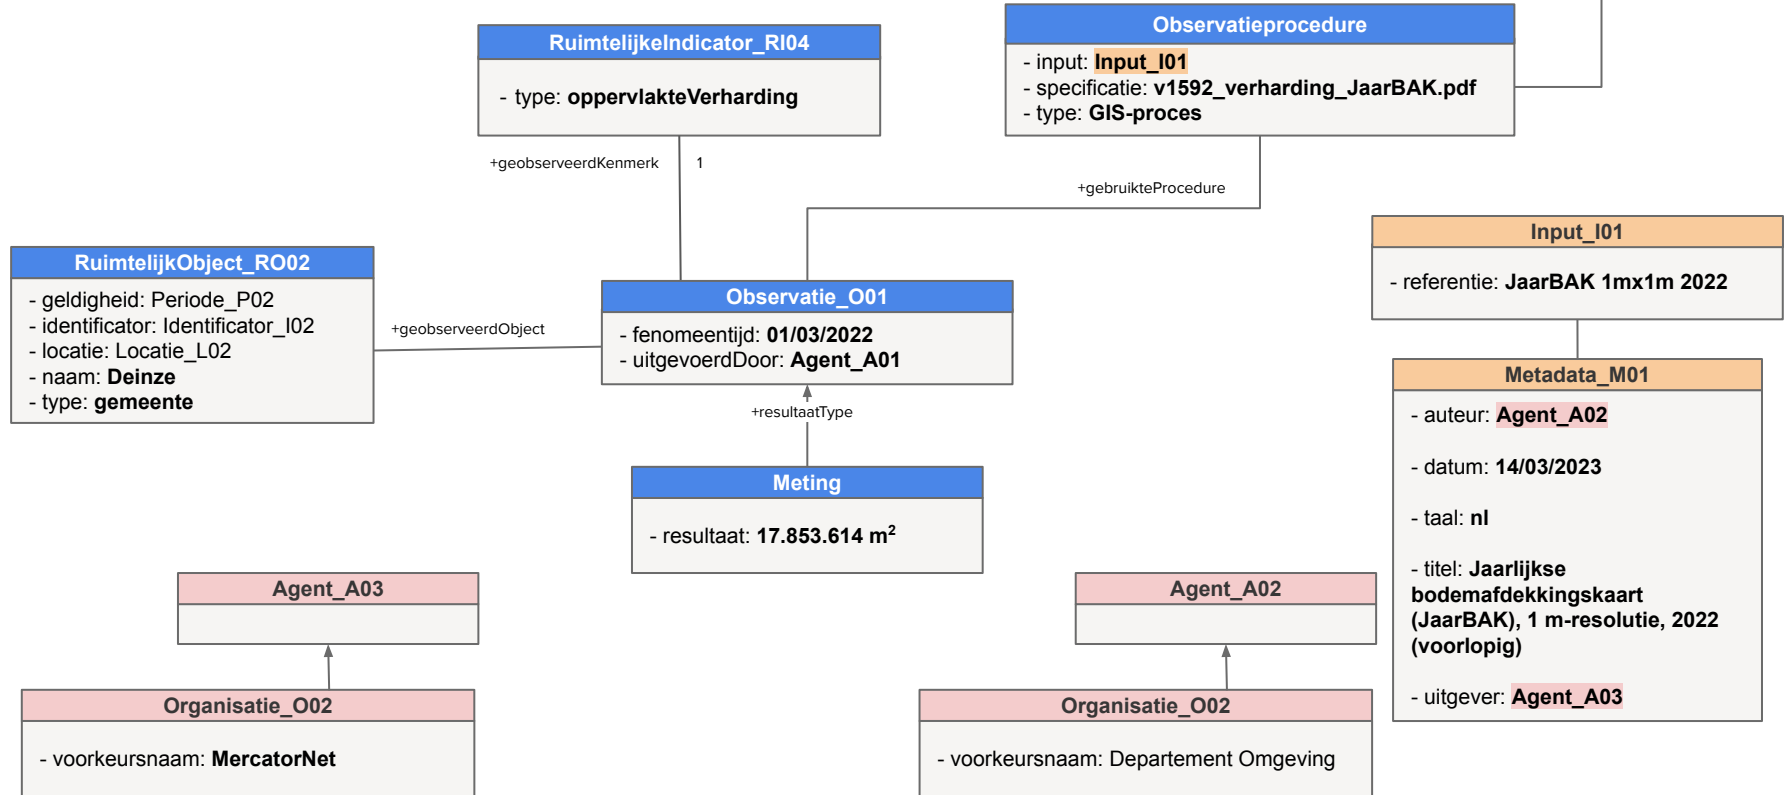 Observatieprocedure
- input: Input_I01
- specificatie: v1592_verharding_JaarBAK.pdf
- type: GIS-proces
RuimtelijkeIndicator_RI04
- type: oppervlakteVerharding
+geobserveerdKenmerk 1
+gebruikteProcedure
Input_I01
- referentie: JaarBAK 1mx1m 2022
RuimtelijkObject_RO02
- geldigheid: Periode_P02
- identificator: Identificator_I02
- locatie: Locatie_L02
- naam: Deinze
- type: gemeente
+geobserveerdObject
Observatie_O01
- fenomeentijd: 01/03/2022
- uitgevoerdDoor: Agent_A01
+resultaatType
Meting
- resultaat: 17.853.614 m²
Metadata_M01
- auteur: Agent_A02
- datum: 14/03/2023
- taal: nl
- titel: Jaarlijkse
bodemafdekkingskaart
(JaarBAK), 1 m-resolutie, 2022
(voorlopig)
- uitgever: Agent_A03
Agent_A03
Organisatie_O02
- voorkeursnaam: MercatorNet
Agent_A02
Organisatie_O02
- voorkeursnaam: Departement Omgeving